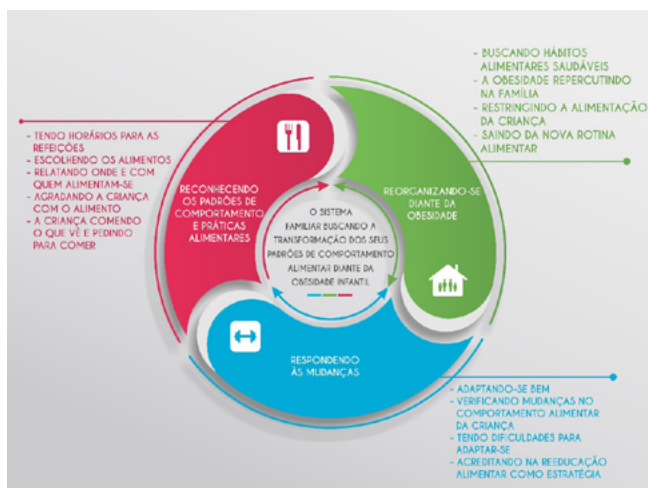 - BUSCANDO HÁBITOS
ALIMENTARES SAUDÁVEIS
- A OBESIDADE REPERCUTINDO
NA FAMÍLIA
- RESTRINGINDO A ALIMENTAÇÃO
DA CRIANÇA
- SAINDO DA NOVA ROTINA
ALIMENTAR
- TENDO HORÁRIOS PARA AS
REFEIÇÕES
- ESCOLHENDO OS ALIMENTOS
- RELATANDO ONDE E COM
QUEM ALIMENTAM-SE
- AGRADANDO A CRIANÇA
COM O ALIMENTO
- A CRIANÇA COMENDO
O QUE VÊ E PEDINDO
PARA COMER
RECONHECENDO
OS PADRÕES DE
COMPORTAMENTO
E PRÁTICAS
ALIMENTARES
REORGANIZANDO-SE
DIANTE DA
OBESIDADE
O SISTEMA
FAMILIAR BUSCANDO A
TRANSFORMAÇÃO DOS SEUS
PADRÕES DE COMPORTAMENTO
ALIMENTAR DIANTE DA
OBESIDADE INFANTIL
RESPONDENDO
ÀS MUDANÇAS
- ADAPTANDO-SE BEM
- VERIFICANDO MUDANÇAS NO
COMPORTAMENTO ALIMENTAR
DA CRIANÇA
- TENDO DIFICULDADES PARA
ADAPTAR-SE
- ACREDITANDO NA REEDUCAÇÃO
ALIMENTAR COMO ESTRATÉGIA